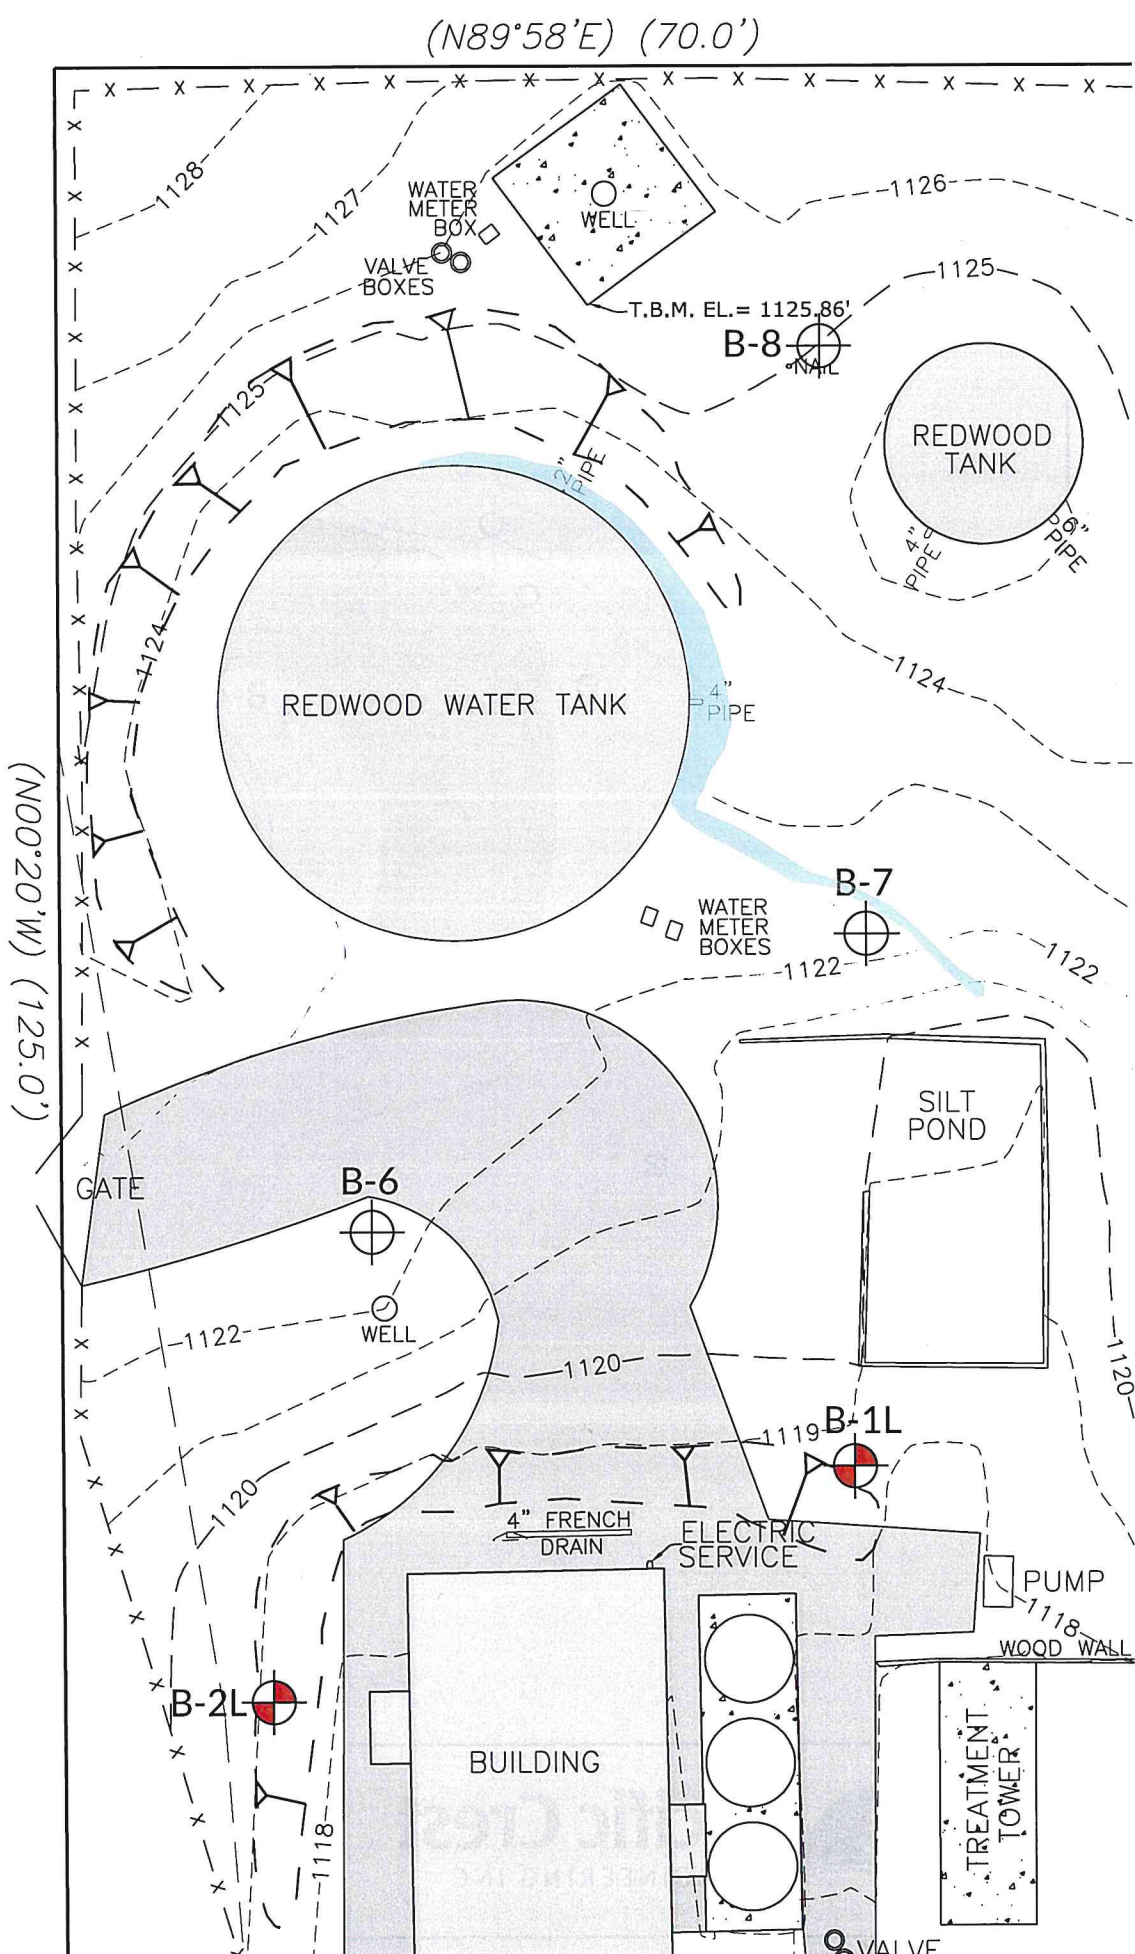 (N89°58'E) (70.0')
1128
1127
WATER
METER
BOX
WELL
1126
VALVE
BOXES
1125
T.B.M. EL.= 1125.86'
B-8
NAIL
1125
REDWOOD
TANK
2"
PIPE
4"
PIPE
6"
PIPE
1124
1124
REDWOOD WATER TANK
4"
PIPE
(N00°20'W) (125.0')
B-7
WATER
METER
BOXES
1122
1122
SILT
POND
GATE
B-6
WELL
1122
1120
1120
1119
B-1L
1120
4" FRENCH
DRAIN
ELECTRIC
SERVICE
PUMP
1118
WOOD WALL
B-2L
BUILDING
TREATMENT
TOWER
1118
VALVE